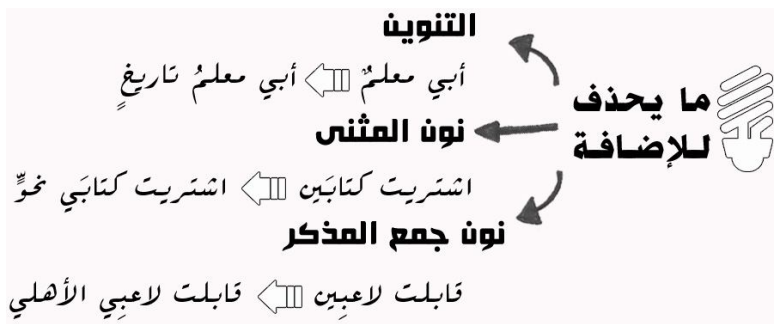 ما يحذف
للإضافة
التنوين
أبي معلمٌ أبي معلمُ تاريخٍ
نون المثنى
اشتريت كتابَين اشتريت كتابَي نحوٍّ
نون جمع المذكر
قابلت لاعبِين قابلت لاعبِي الأهلي